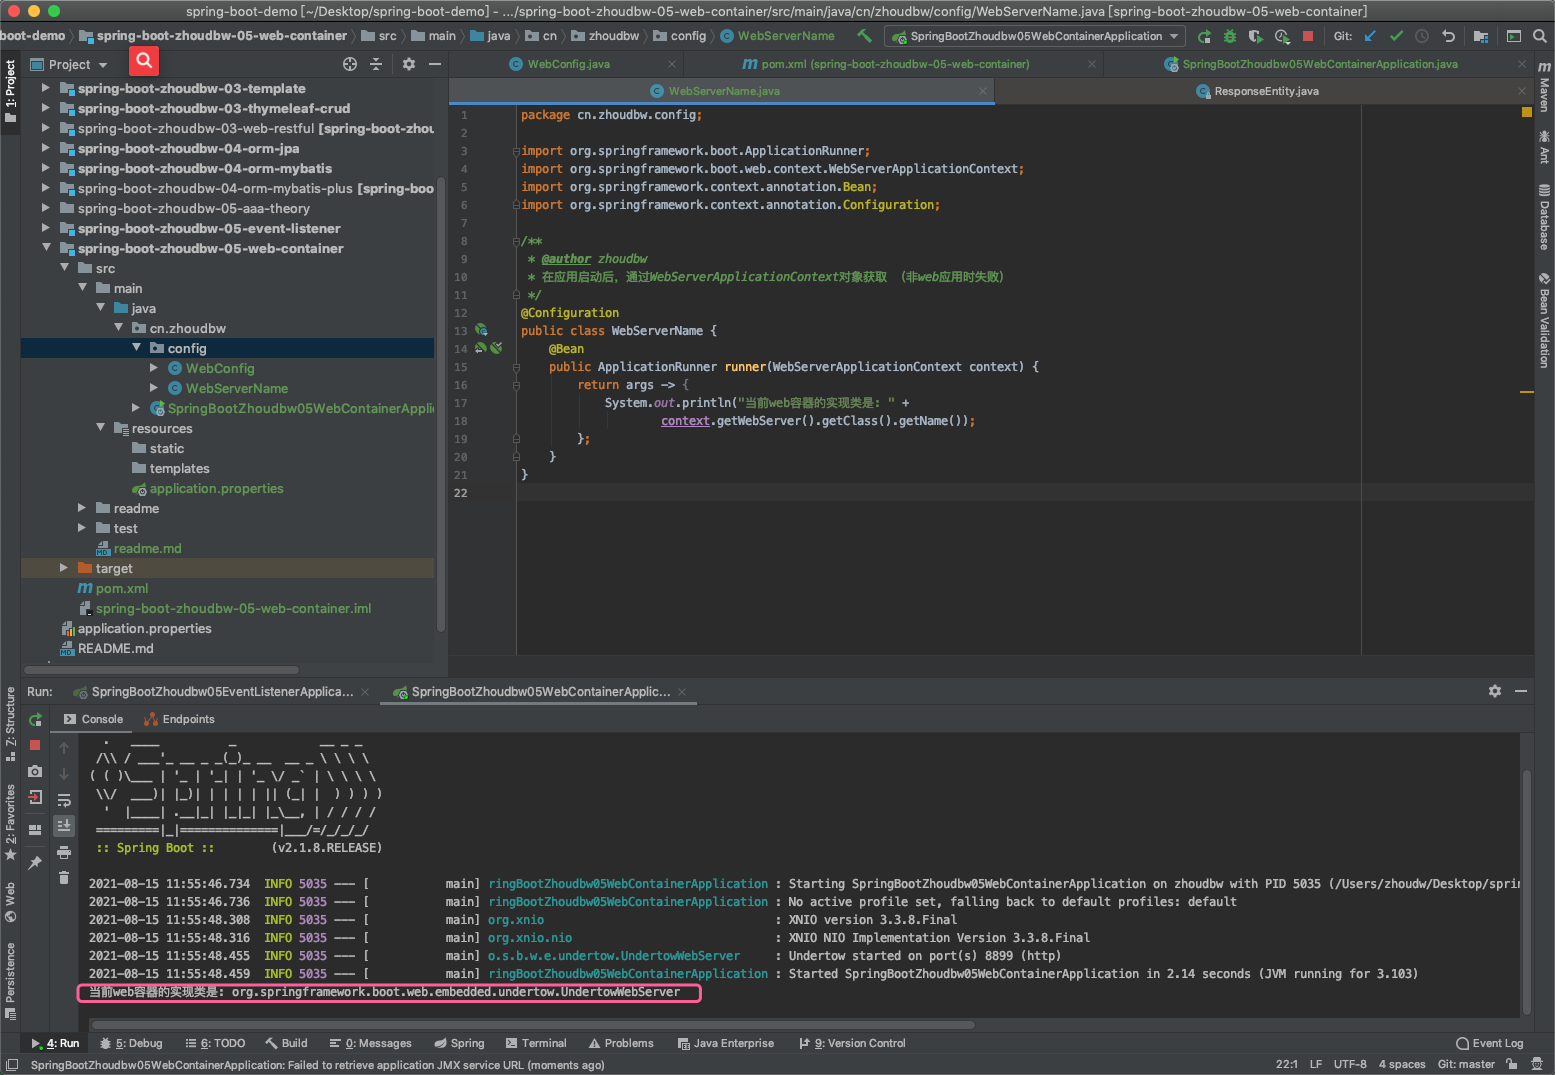 spring-boot-demo [~/Desktop/spring-boot-demo] - .../spring-boot-zhoudbw-05-web-container/src/main/java/cn/zhoudbw/config/WebServerName.java [spring-boot-zhoudbw-05-web-container]
boot-demo spring-boot-zhoudbw-05-web-container src main java cn zhoudbw config WebServerName SpringBootZhoudbw05WebContainerApplication Git:
Project
WebConfig.java pom.xml (spring-boot-zhoudbw-05-web-container) SpringBootZhoudbw05WebContainerApplication.java
WebServerName.java ResponseEntity.java
1: Project
spring-boot-zhoudbw-03-template
spring-boot-zhoudbw-03-thymeleaf-crud
spring-boot-zhoudbw-03-web-restful [spring-boot-zhou
spring-boot-zhoudbw-04-orm-jpa
spring-boot-zhoudbw-04-orm-mybatis
spring-boot-zhoudbw-04-orm-mybatis-plus [spring-boo
spring-boot-zhoudbw-05-aaa-theory
spring-boot-zhoudbw-05-event-listener
spring-boot-zhoudbw-05-web-container
src
main
java
cn.zhoudbw
config
WebConfig
WebServerName
SpringBootZhoudbw05WebContainerAppli
resources
static
templates
application.properties
readme
test
readme.md
target
pom.xml
spring-boot-zhoudbw-05-web-container.iml
application.properties
README.md
1 package cn.zhoudbw.config;
2
3 import org.springframework.boot.ApplicationRunner;
4 import org.springframework.boot.web.context.WebServerApplicationContext;
5 import org.springframework.context.annotation.Bean;
6 import org.springframework.context.annotation.Configuration;
7
8 /**
9 * @author zhoudbw
10 * 在应用启动后，通过WebServerApplicationContext对象获取 （非web应用时失败）
11 */
12 @Configuration
13 public class WebServerName {
14 @Bean
15 public ApplicationRunner runner(WebServerApplicationContext context) {
16 return args -> {
17 System.out.println("当前web容器的实现类是: " +
18 context.getWebServer().getClass().getName());
19 };
20 }
21 }
22
Maven
Ant
Database
Bean Validation
Run: SpringBootZhoudbw05EventListenerApplica... SpringBootZhoudbw05WebContainerApplic...
Console Endpoints
Z: Structure
2: Favorites
Web
Persistence
  .   ____          _            __ _ _
 /\\ / ___'_ __ _ _(_)_ __  __ _ \ \ \ \
( ( )\___ | '_ | '_| | '_ \/ _` | \ \ \ \
 \\/  ___)| |_)| | | | | || (_| |  ) ) ) )
  '  |____| .__|_| |_|_| |_\__, | / / / /
 =========|_|==============|___/=/_/_/_/
:: Spring Boot :: (v2.1.8.RELEASE)
2021-08-15 11:55:46.734 INFO 5035 --- [ main] ringBootZhoudbw05WebContainerApplication : Starting SpringBootZhoudbw05WebContainerApplication on zhoudbw with PID 5035 (/Users/zhoudw/Desktop/sprin
2021-08-15 11:55:46.736 INFO 5035 --- [ main] ringBootZhoudbw05WebContainerApplication : No active profile set, falling back to default profiles: default
2021-08-15 11:55:48.308 INFO 5035 --- [ main] org.xnio : XNIO version 3.3.8.Final
2021-08-15 11:55:48.316 INFO 5035 --- [ main] org.xnio.nio : XNIO NIO Implementation Version 3.3.8.Final
2021-08-15 11:55:48.455 INFO 5035 --- [ main] o.s.b.w.e.undertow.UndertowWebServer : Undertow started on port(s) 8899 (http)
2021-08-15 11:55:48.459 INFO 5035 --- [ main] ringBootZhoudbw05WebContainerApplication : Started SpringBootZhoudbw05WebContainerApplication in 2.14 seconds (JVM running for 3.103)
当前web容器的实现类是: org.springframework.boot.web.embedded.undertow.UndertowWebServer
4: Run 5: Debug 6: TODO Build 0: Messages Spring Terminal Problems Java Enterprise 9: Version Control Event Log
SpringBootZhoudbw05WebContainerApplication: Failed to retrieve application JMX service URL (moments ago) 22:1 LF UTF-8 4 spaces Git: master